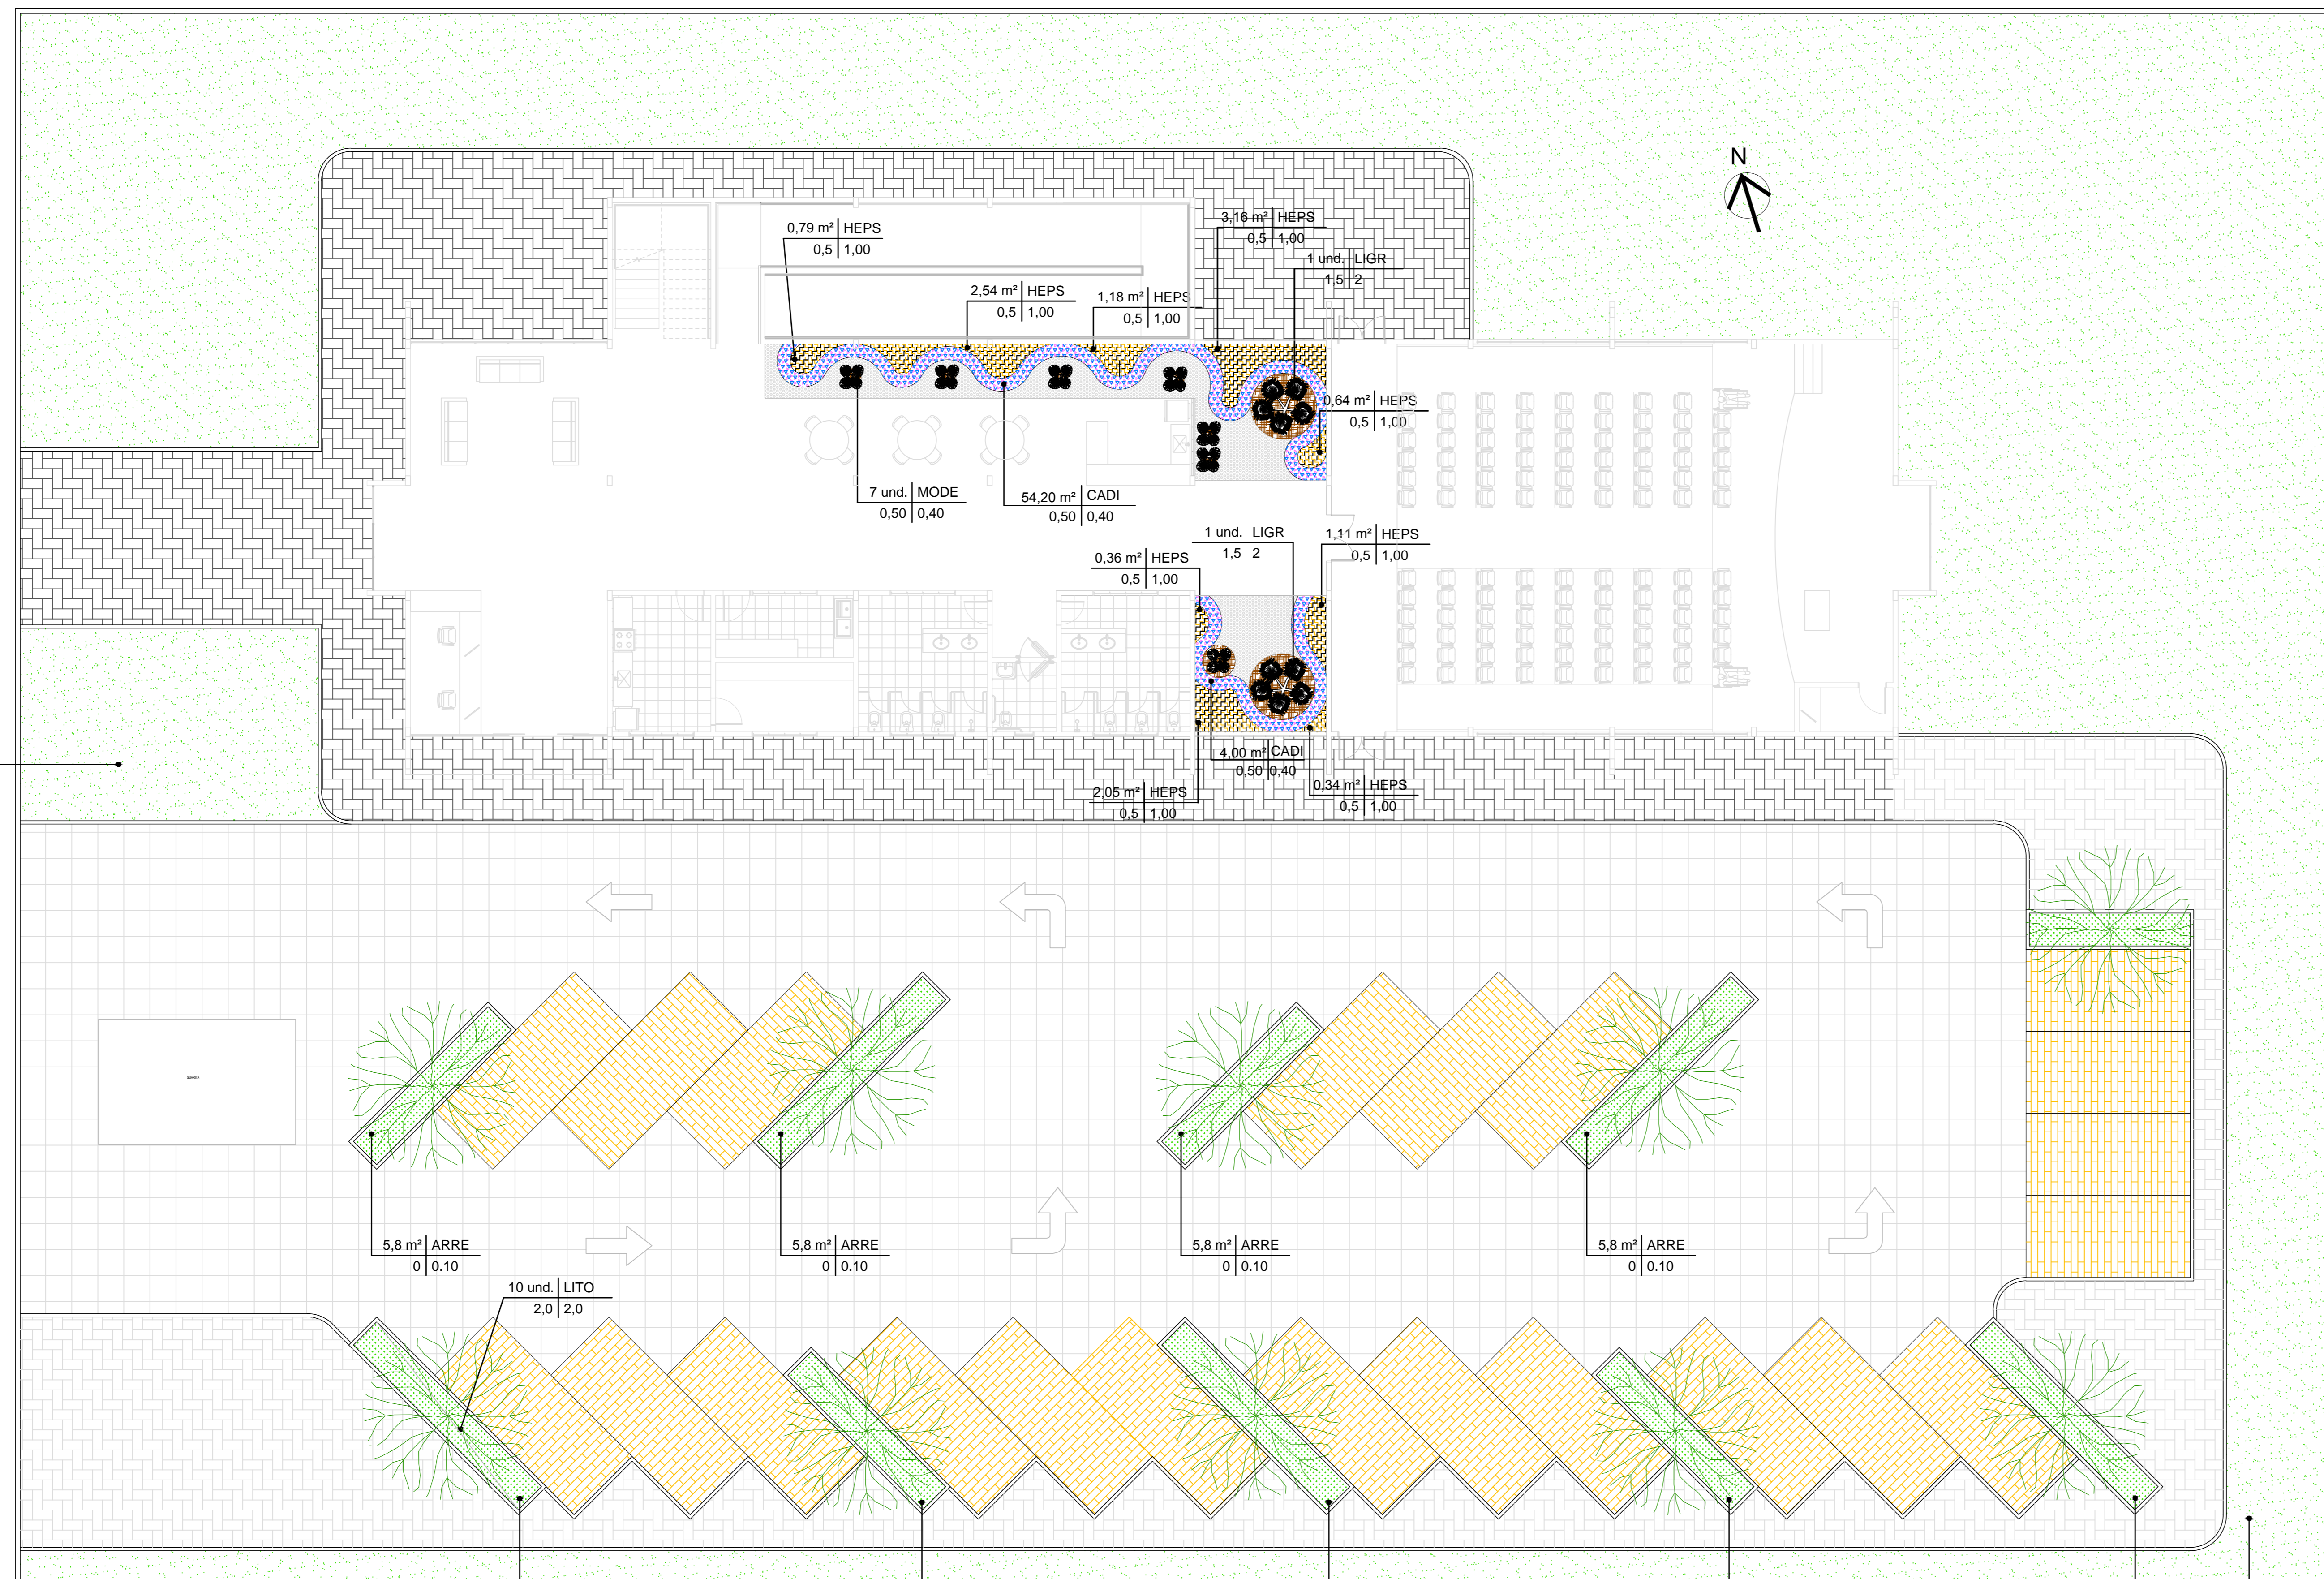 N
0,79 m² HEPS
0,5 1,00
3,16 m² HEPS
0,5 1,00
1 und. LIGR
1,5 2
2,54 m² HEPS
0,5 1,00
1,18 m² HEPS
0,5 1,00
0,64 m² HEPS
0,5 1,00
7 und. MODE
0,50 0,40
54,20 m² CADI
0,50 0,40
1 und. LIGR
1,5 2
1,11 m² HEPS
0,5 1,00
0,36 m² HEPS
0,5 1,00
4,00 m² CADI
0,50 0,40
2,05 m² HEPS
0,5 1,00
0,34 m² HEPS
0,5 1,00
GUARITA
5,8 m² ARRE
0 0.10
5,8 m² ARRE
0 0.10
5,8 m² ARRE
0 0.10
5,8 m² ARRE
0 0.10
10 und. LITO
2,0 2,0